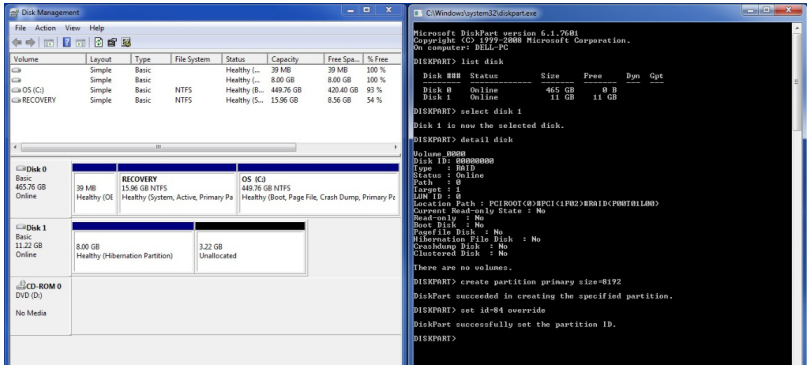 Disk Management
File Action View Help
Volume Layout Type File System Status Capacity Free Spa... % Free
Simple Basic Healthy (... 39 MB 39 MB 100 %
Simple Basic Healthy (... 8.00 GB 8.00 GB 100 %
OS (C:) Simple Basic NTFS Healthy (B... 449.76 GB 420.40 GB 93 %
RECOVERY Simple Basic NTFS Healthy (S... 15.96 GB 8.56 GB 54 %
Disk 0
Basic
465.76 GB
Online
39 MB
Healthy (OE
RECOVERY
15.96 GB NTFS
Healthy (System, Active, Primary Pa
OS (C:)
449.76 GB NTFS
Healthy (Boot, Page File, Crash Dump, Primary Pa
Disk 1
Basic
11.22 GB
Online
8.00 GB
Healthy (Hibernation Partition)
3.22 GB
Unallocated
CD-ROM 0
DVD (D:)
No Media
C:\Windows\system32\diskpart.exe
Microsoft DiskPart version 6.1.7601
Copyright (C) 1999-2008 Microsoft Corporation.
On computer: DELL-PC
DISKPART> list disk
Disk ### Status Size Free Dyn Gpt
Disk 0 Online 465 GB 0 B
Disk 1 Online 11 GB 11 GB
DISKPART> select disk 1
Disk 1 is now the selected disk.
DISKPART> detail disk
Volume_0000
Disk ID: 00000000
Type : RAID
Status : Online
Path : 0
Target : 1
LUN ID : 0
Location Path : PCIROOT(0)#PCI(1F02)#RAID(P00T01L00)
Current Read-only State : No
Read-only : No
Boot Disk : No
Pagefile Disk : No
Hibernation File Disk : No
Crashdump Disk : No
Clustered Disk : No
There are no volumes.
DISKPART> create partition primary size=8192
DiskPart succeeded in creating the specified partition.
DISKPART> set id=84 override
DiskPart successfully set the partition ID.
DISKPART>